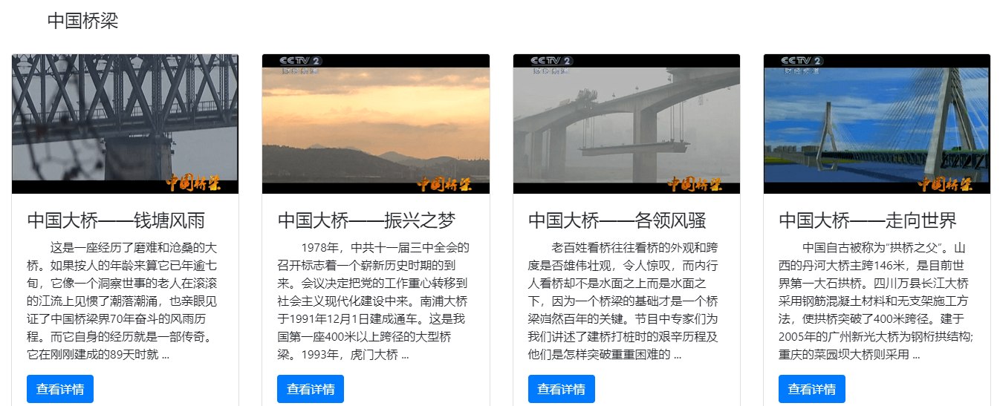 中国桥梁
中国桥梁
CCTV 2
财经频道
中国桥梁
CCTV 2
财经频道
中国桥梁
CCTV 2
财经频道
中国桥梁
中国大桥——钱塘风雨
这是一座经历了磨难和沧桑的大
桥。如果按人的年龄来算它已年逾七
旬，它像一个洞察世事的老人在滚滚
的江流上见惯了潮落潮涌，也亲眼见
证了中国桥梁界70年奋斗的风雨历
程。而它自身的经历就是一部传奇。
它在刚刚建成的89天时就 ...
查看详情
中国大桥——振兴之梦
1978年，中共十一届三中全会的
召开标志着一个崭新历史时期的到
来。会议决定把党的工作重心转移到
社会主义现代化建设中来。南浦大桥
于1991年12月1日建成通车。这是我
国第一座400米以上跨径的大型桥
梁。1993年，虎门大桥 ...
查看详情
中国大桥——各领风骚
老百姓看桥往往看桥的外观和跨
度是否雄伟壮观，令人惊叹，而内行
人看桥却不是水面之上而是水面之
下，因为一个桥梁的基础才是一个桥
梁岿然百年的关键。节目中专家们为
我们讲述了建桥打桩时的艰辛历程及
他们是怎样突破重重困难的 ...
查看详情
中国大桥——走向世界
中国自古被称为“拱桥之父”。山
西的丹河大桥主跨146米，是目前世
界第一大石拱桥。四川万县长江大桥
采用钢筋混凝土材料和无支架施工方
法，使拱桥突破了400米跨径。建于
2005年的广州新光大桥为钢桁拱结构;
重庆的菜园坝大桥则采用 ...
查看详情